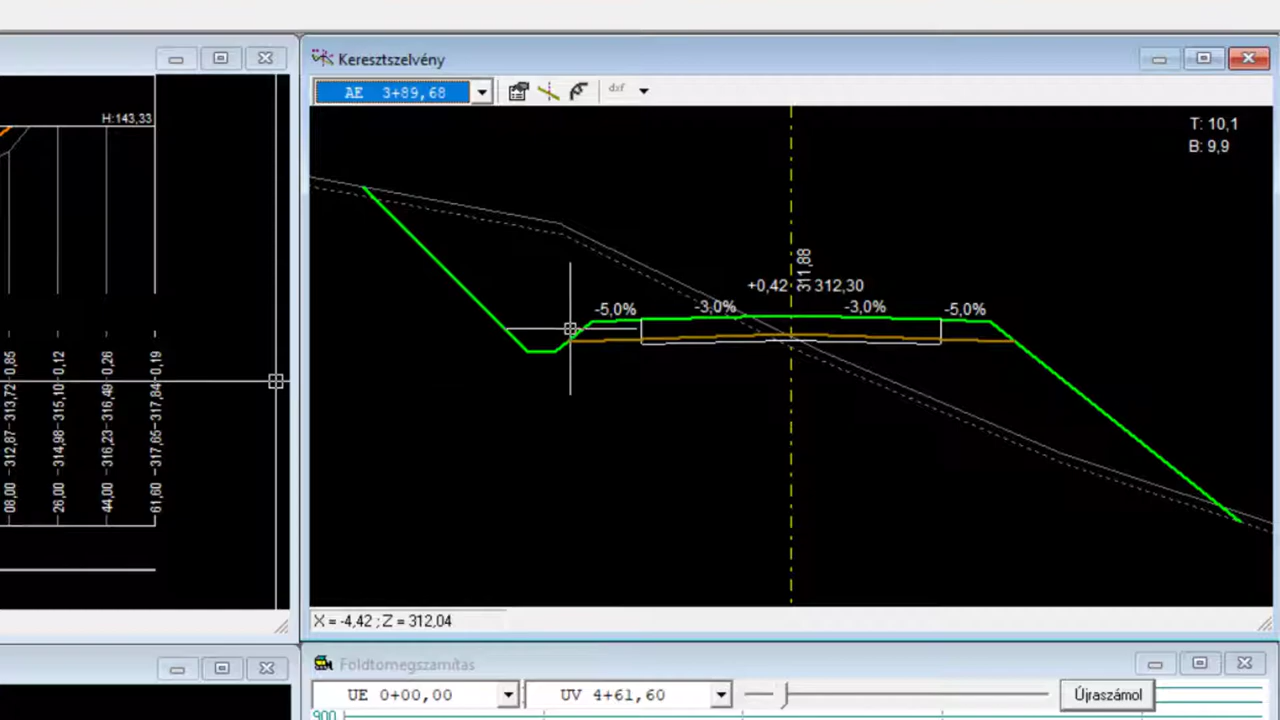 H:143,33
0,85
0,12
0,26
0,19
313,72
315,10
316,49
317,84
312,87
314,98
316,23
317,65
08,00
26,00
44,00
61,60
Keresztszelvény
AE 3+89,68
dxf
T: 10,1
B: 9,9
311,88
+0,42
312,30
-5,0%
-3,0%
-3,0%
-5,0%
X = -4,42 ; Z = 312,04
Földtömegszámítás
UE 0+00,00
UV 4+61,60
Újraszámol
900